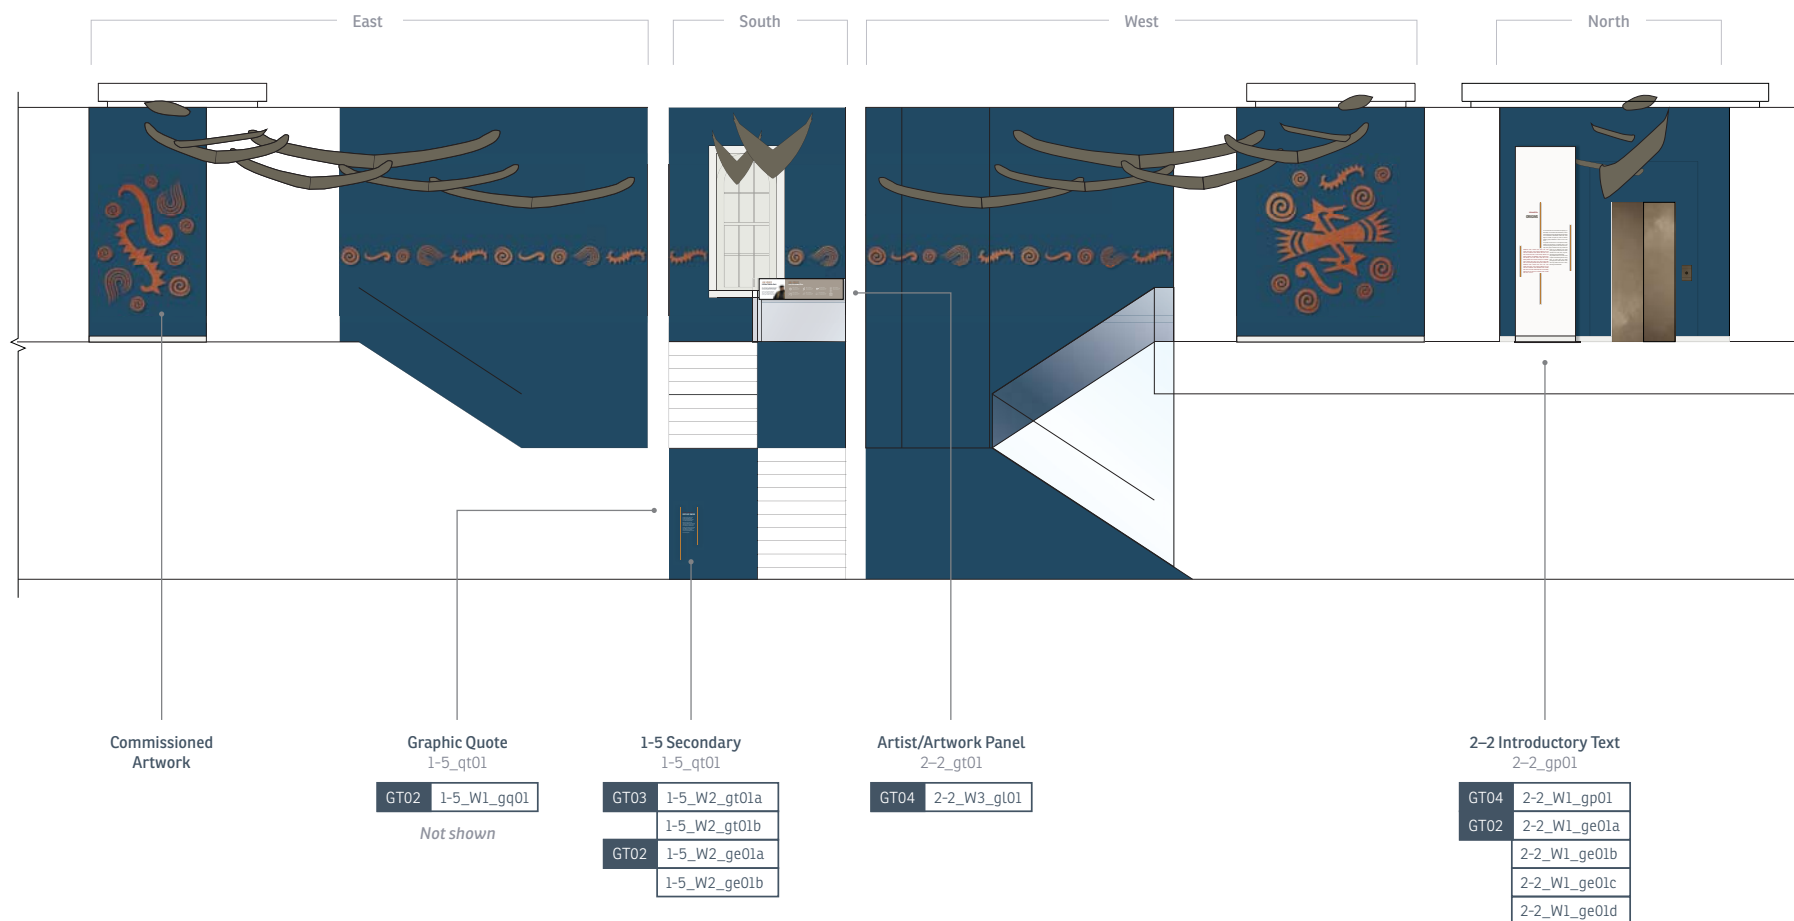 East
South
West
North
Commissioned
Artwork
Graphic Quote
1-5_qt01
GT02 1-5_W1_gq01
Not shown
1-5 Secondary
1-5_qt01
GT03 1-5_W2_gt01a
1-5_W2_gt01b
GT02 1-5_W2_ge01a
1-5_W2_ge01b
Artist/Artwork Panel
2–2_gt01
GT04 2-2_W3_gl01
2–2 Introductory Text
2–2_gp01
GT04 2-2_W1_gp01
GT02 2-2_W1_ge01a
2-2_W1_ge01b
2-2_W1_ge01c
2-2_W1_ge01d